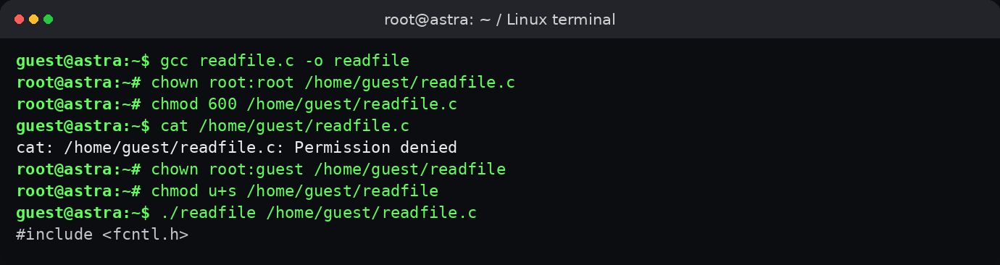 root@astra: ~ / Linux terminal
guest@astra:~$ gcc readfile.c -o readfile
root@astra:~# chown root:root /home/guest/readfile.c
root@astra:~# chmod 600 /home/guest/readfile.c
guest@astra:~$ cat /home/guest/readfile.c
cat: /home/guest/readfile.c: Permission denied
root@astra:~# chown root:guest /home/guest/readfile
root@astra:~# chmod u+s /home/guest/readfile
guest@astra:~$ ./readfile /home/guest/readfile.c
#include <fcntl.h>